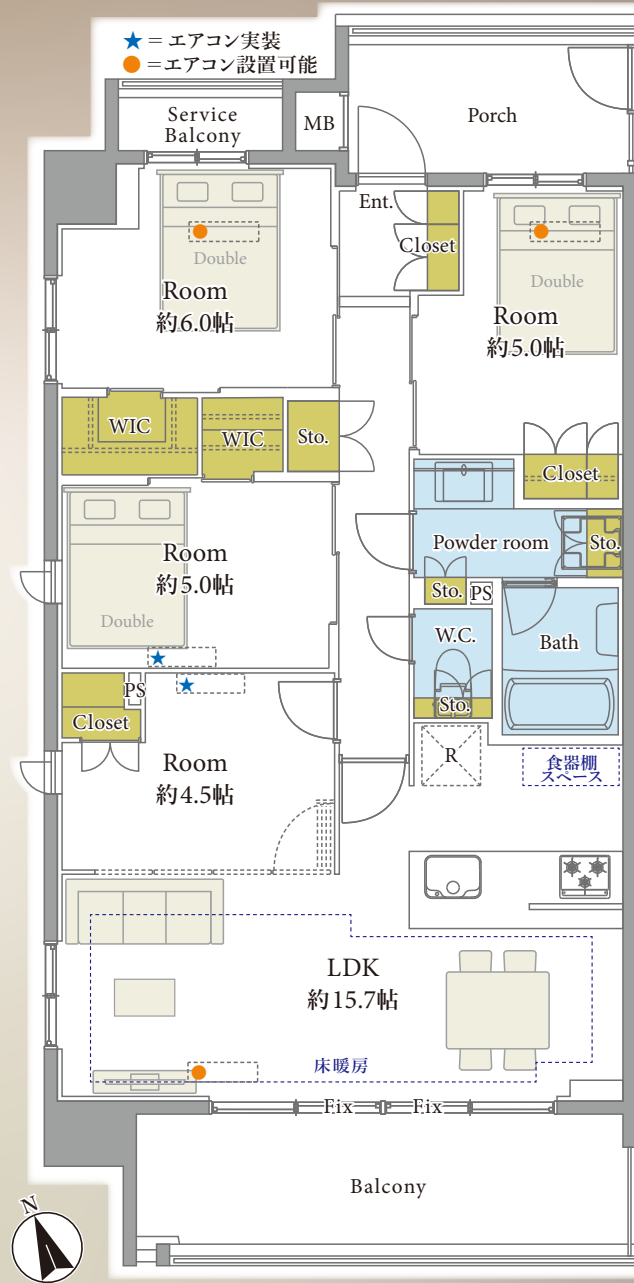 ★ = エアコン実装
● =エアコン設置可能
Service
Balcony
MB
Porch
Ent.
Closet
Double
Room
約6.0帖
Double
Room
約5.0帖
WIC
WIC
Sto.
Closet
Powder room
Sto.
Room
約5.0帖
Double
Sto.
PS
W.C.
Bath
Sto.
PS
Closet
Room
約4.5帖
R
食器棚
スペース
LDK
約15.7帖
床暖房
Fix
Fix
Balcony
N